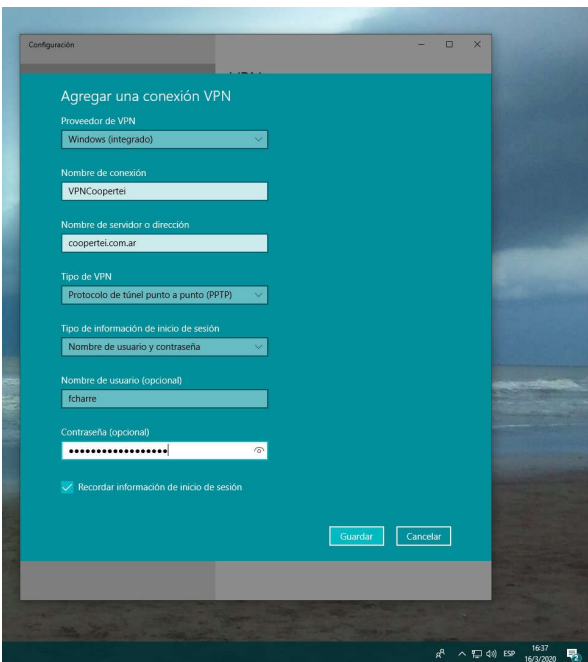 Configuración
Agregar una conexión VPN
Proveedor de VPN
Windows (integrado)
Nombre de conexión
VPNCoopertei
Nombre de servidor o dirección
coopertei.com.ar
Tipo de VPN
Protocolo de túnel punto a punto (PPTP)
Tipo de información de inicio de sesión
Nombre de usuario y contraseña
Nombre de usuario (opcional)
fcharre
Contraseña (opcional)
••••••••••••••••••
Recordar información de inicio de sesión
Guardar
Cancelar
ESP
16:37
16/3/2020